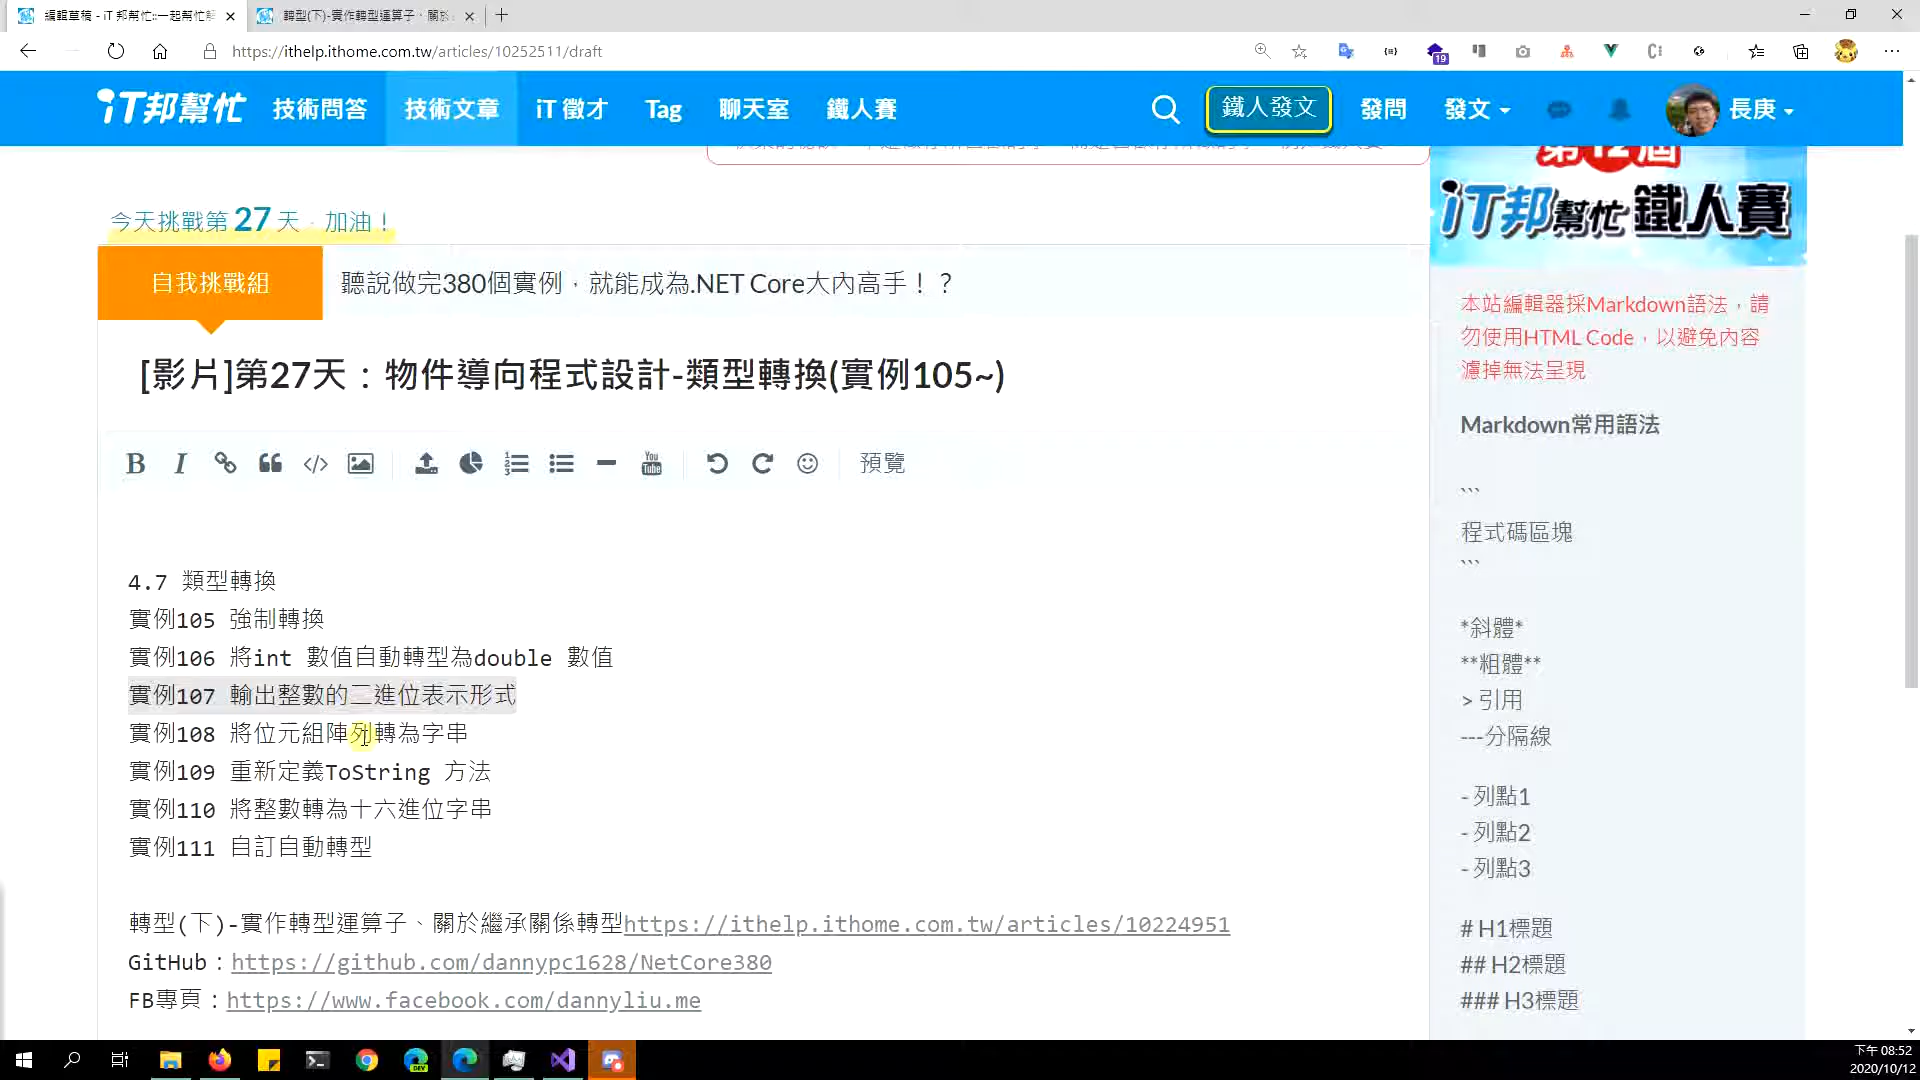 編輯草稿 - iT 邦幫忙::一起幫忙解
轉型(下)-實作轉型運算子、關於
https://ithelp.ithome.com.tw/articles/10252511/draft
19
iT邦幫忙 技術問答 技術文章 iT 徵才 Tag 聊天室 鐵人賽 鐵人發文 發問 發文 長庚
今天挑戰第 27 天，加油！
自我挑戰組
聽說做完380個實例，就能成為.NET Core大內高手！？
[影片]第27天：物件導向程式設計-類型轉換(實例105~)
B I 預覽
You Tube
4.7 類型轉換
實例105 強制轉換
實例106 將int 數值自動轉型為double 數值
實例107 輸出整數的二進位表示形式
實例108 將位元組陣列轉為字串
實例109 重新定義ToString 方法
實例110 將整數轉為十六進位字串
實例111 自訂自動轉型
轉型(下)-實作轉型運算子、關於繼承關係轉型https://ithelp.ithome.com.tw/articles/10224951
GitHub：https://github.com/dannypc1628/NetCore380
FB專頁：https://www.facebook.com/dannyliu.me
第12屆
iT邦幫忙 鐵人賽
本站編輯器採Markdown語法，請
勿使用HTML Code，以避免內容
濾掉無法呈現
Markdown常用語法
```
程式碼區塊
```
*斜體*
**粗體**
> 引用
---分隔線
- 列點1
- 列點2
- 列點3
# H1標題
## H2標題
### H3標題
DEV
下午 08:52
2020/10/12